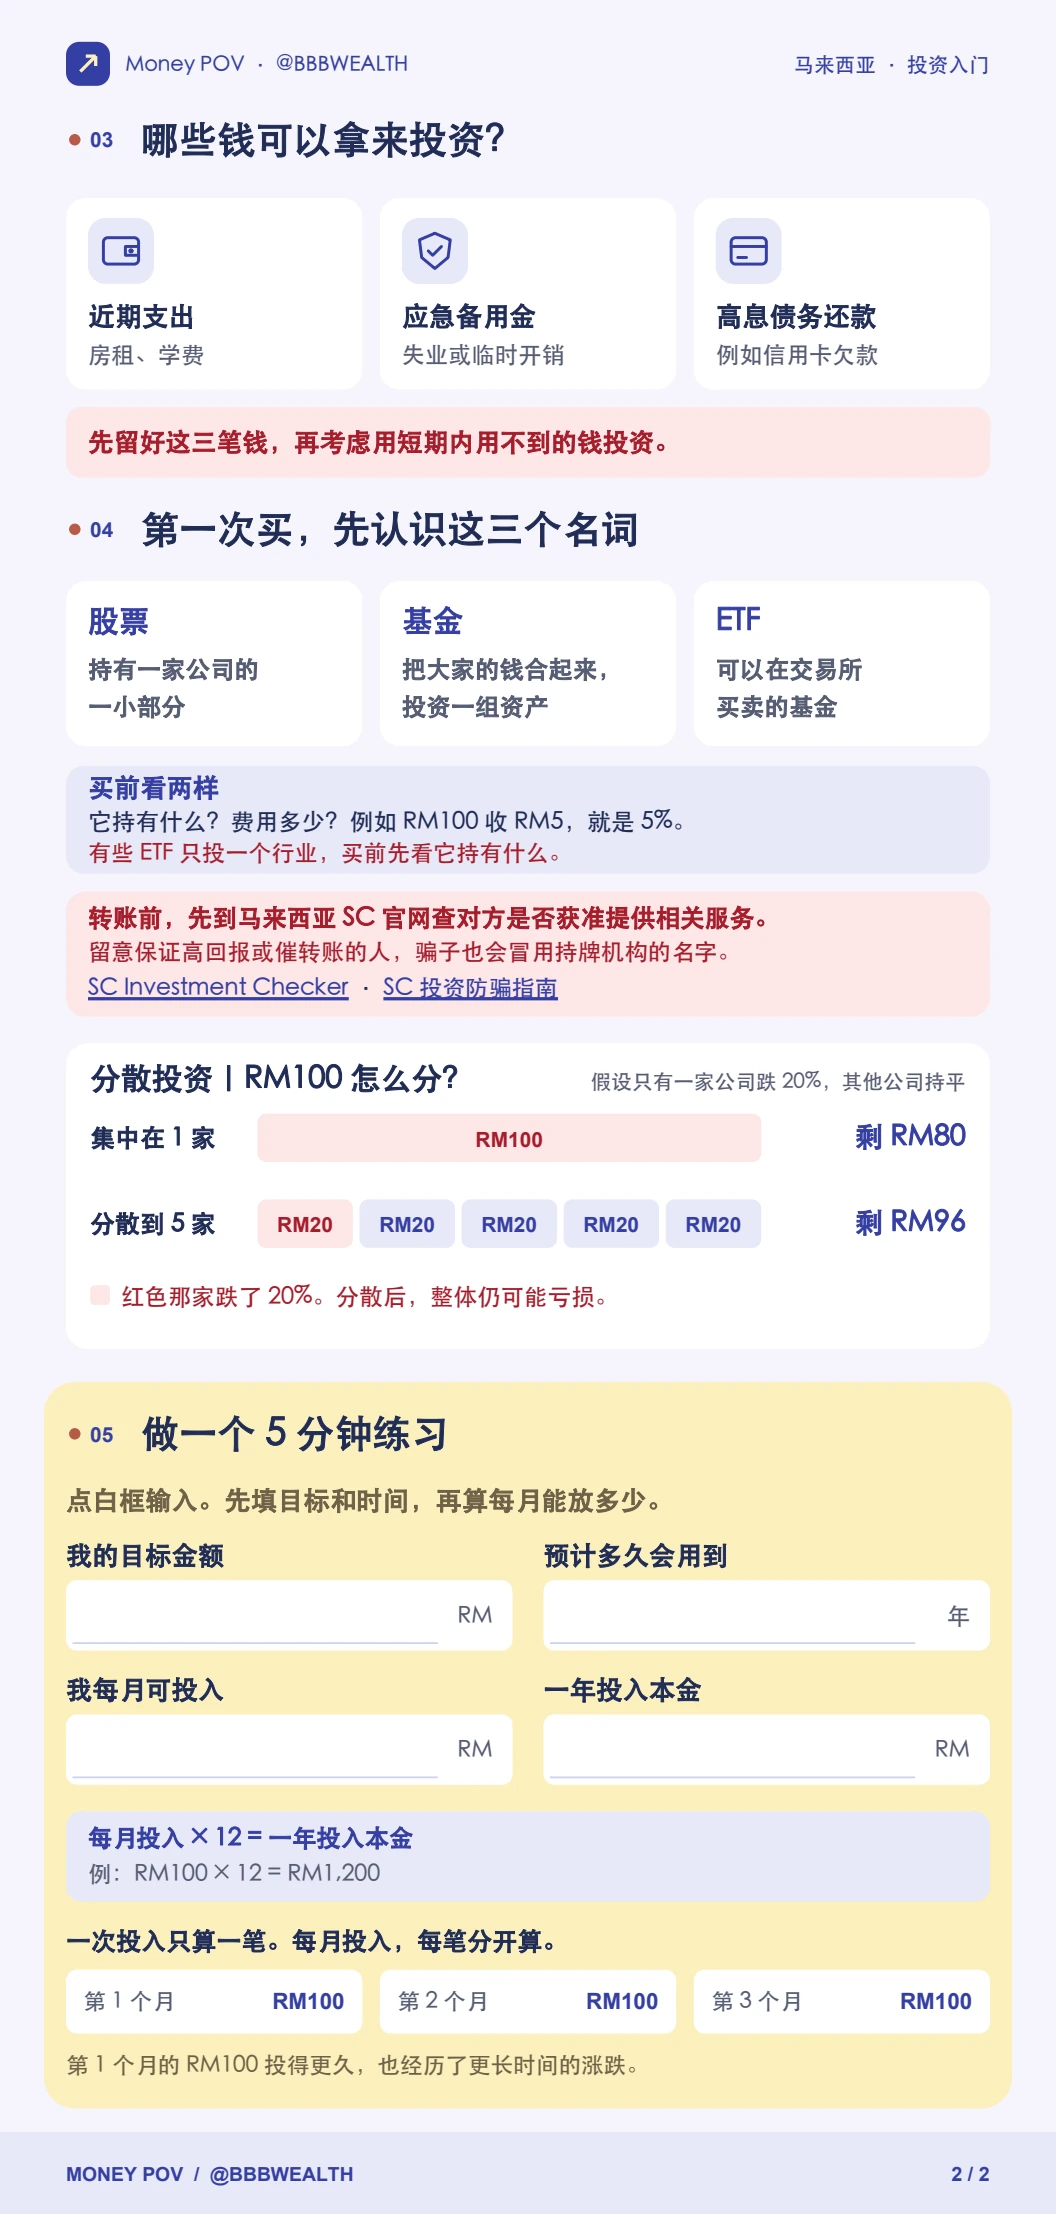 Money POV · @BBBWEALTH
马来西亚 · 投资入门
03 哪些钱可以拿来投资?
近期支出
房租、学费
应急备用金
失业或临时开销
高息债务还款
例如信用卡欠款
先留好这三笔钱，再考虑用短期内用不到的钱投资。
04 第一次买，先认识这三个名词
股票
持有一家公司的
一小部分
基金
把大家的钱合起来，
投资一组资产
ETF
可以在交易所
买卖的基金
买前看两样
它持有什么？费用多少？例如 RM100 收 RM5，就是 5%。
有些 ETF 只投一个行业，买前先看它持有什么。
转账前，先到马来西亚 SC 官网查对方是否获准提供相关服务。
留意保证高回报或催转账的人，骗子也会冒用持牌机构的名字。
SC Investment Checker · SC 投资防骗指南
分散投资 | RM100 怎么分?
假设只有一家公司跌 20%，其他公司持平
集中在 1 家 RM100 剩 RM80
分散到 5 家 RM20 RM20 RM20 RM20 RM20 剩 RM96
红色那家跌了 20%。分散后，整体仍可能亏损。
05 做一个 5 分钟练习
点白框输入。先填目标和时间，再算每月能放多少。
我的目标金额
RM
预计多久会用到
年
我每月可投入
RM
一年投入本金
RM
每月投入 × 12 = 一年投入本金
例：RM100 × 12 = RM1,200
一次投入只算一笔。每月投入，每笔分开算。
第 1 个月 RM100
第 2 个月 RM100
第 3 个月 RM100
第 1 个月的 RM100 投得更久，也经历了更长时间的涨跌。
MONEY POV / @BBBWEALTH
2 / 2